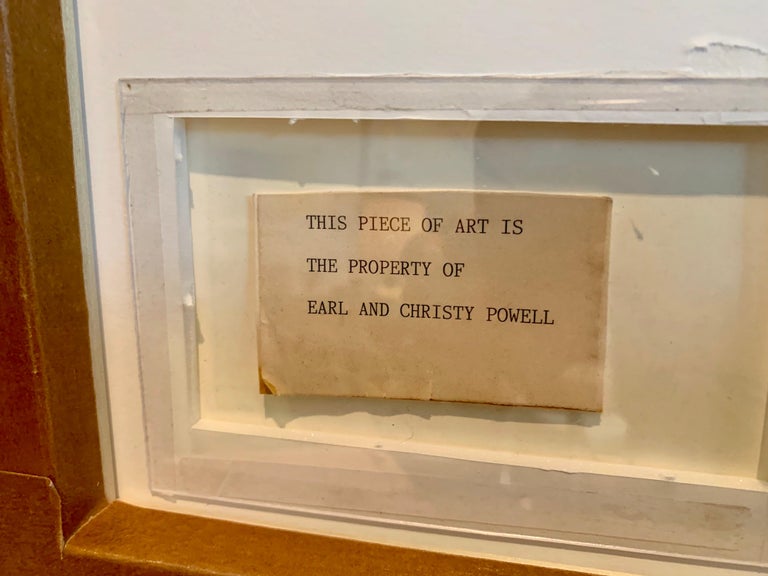 THIS PIECE OF ART IS
THE PROPERTY OF
EARL AND CHRISTY POWELL